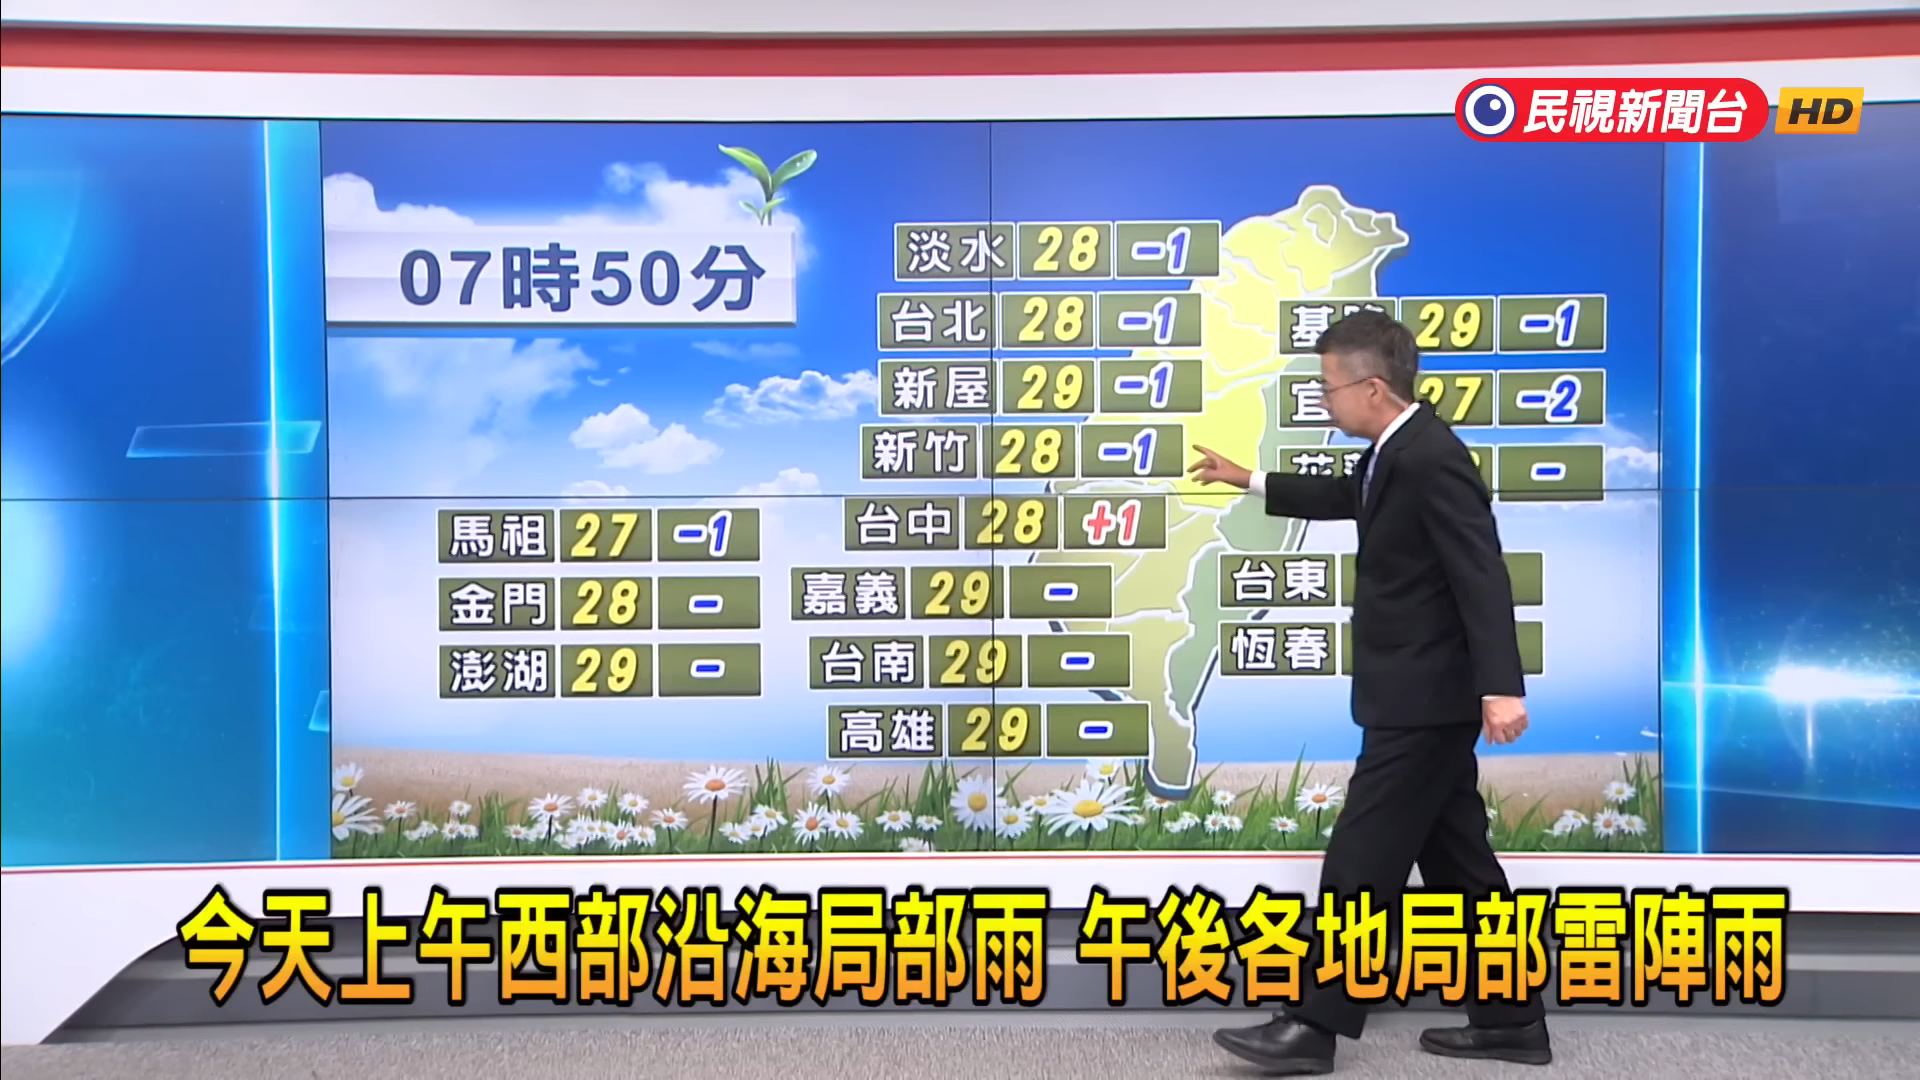 民視新聞台 HD
07時50分
淡水 28 -1
台北 28 -1
新屋 29 -1
新竹 28 -1
台中 28 +1
嘉義 29 -
台南 29 -
高雄 29 -
馬祖 27 -1
金門 28 -
澎湖 29 -
基 29 -1
27 -2
-
台東
恆春
今天上午西部沿海局部雨 午後各地局部雷陣雨